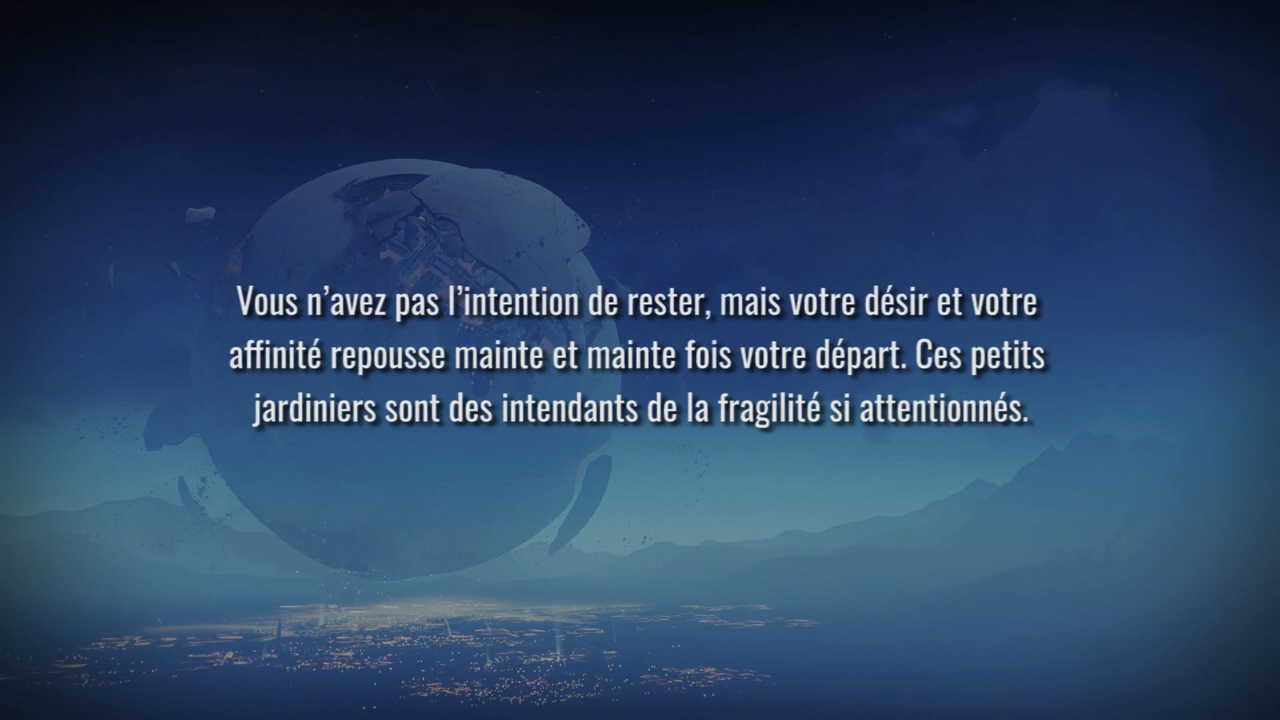 Vous n’avez pas l’intention de rester, mais votre désir et votre
affinité repousse mainte et mainte fois votre départ. Ces petits
jardiniers sont des intendants de la fragilité si attentionnés.